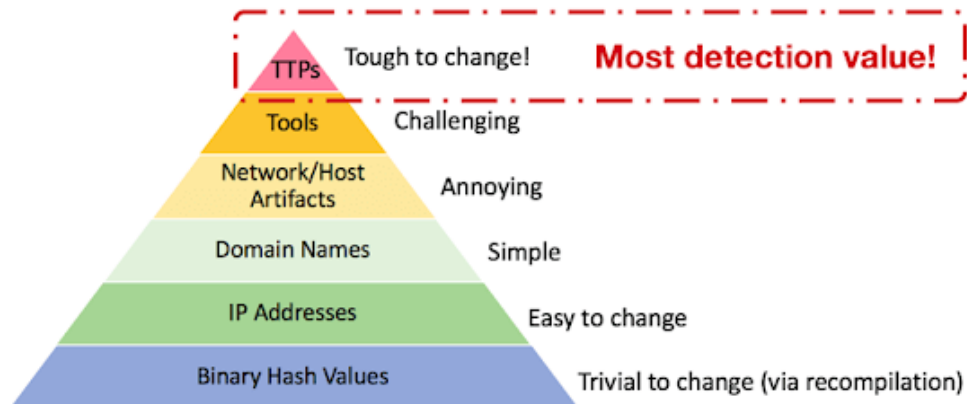 TTPs
Tough to change!
Most detection value!
Tools
Challenging
Network/Host
Artifacts
Annoying
Domain Names
Simple
IP Addresses
Easy to change
Binary Hash Values
Trivial to change (via recompilation)